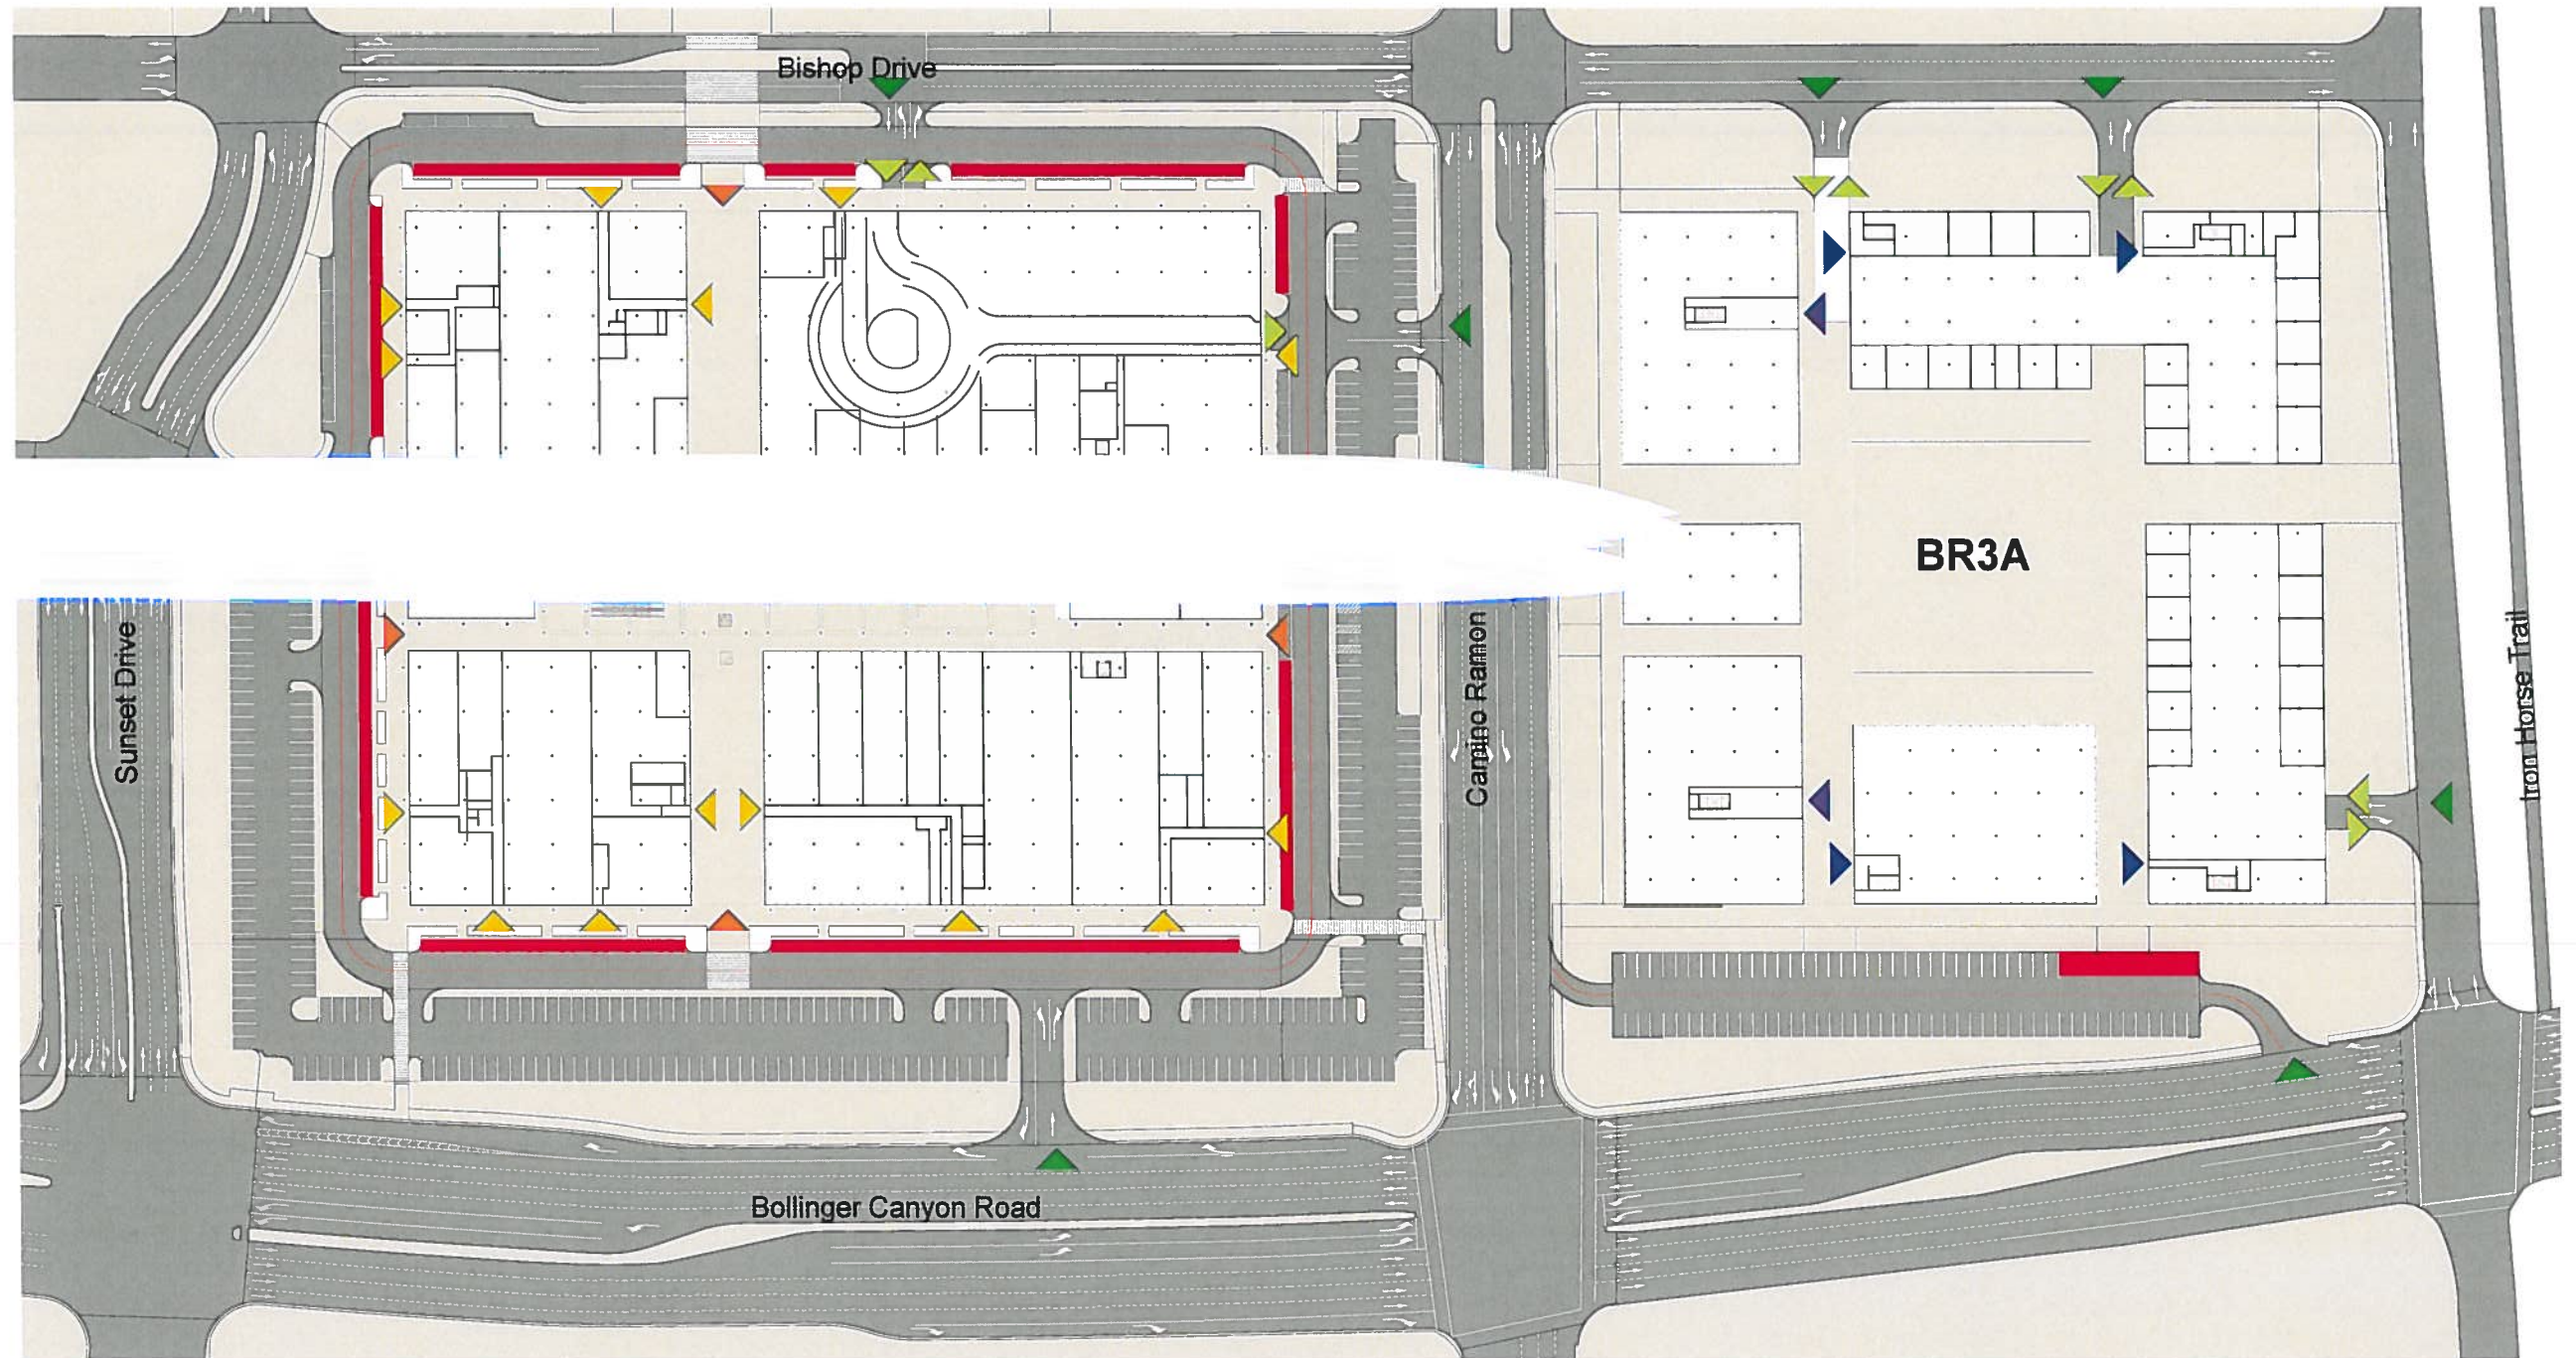 Bishop Drive
BR3A
Sunset Drive
Camino Ramon
Iron Horse Trail
Bollinger Canyon Road